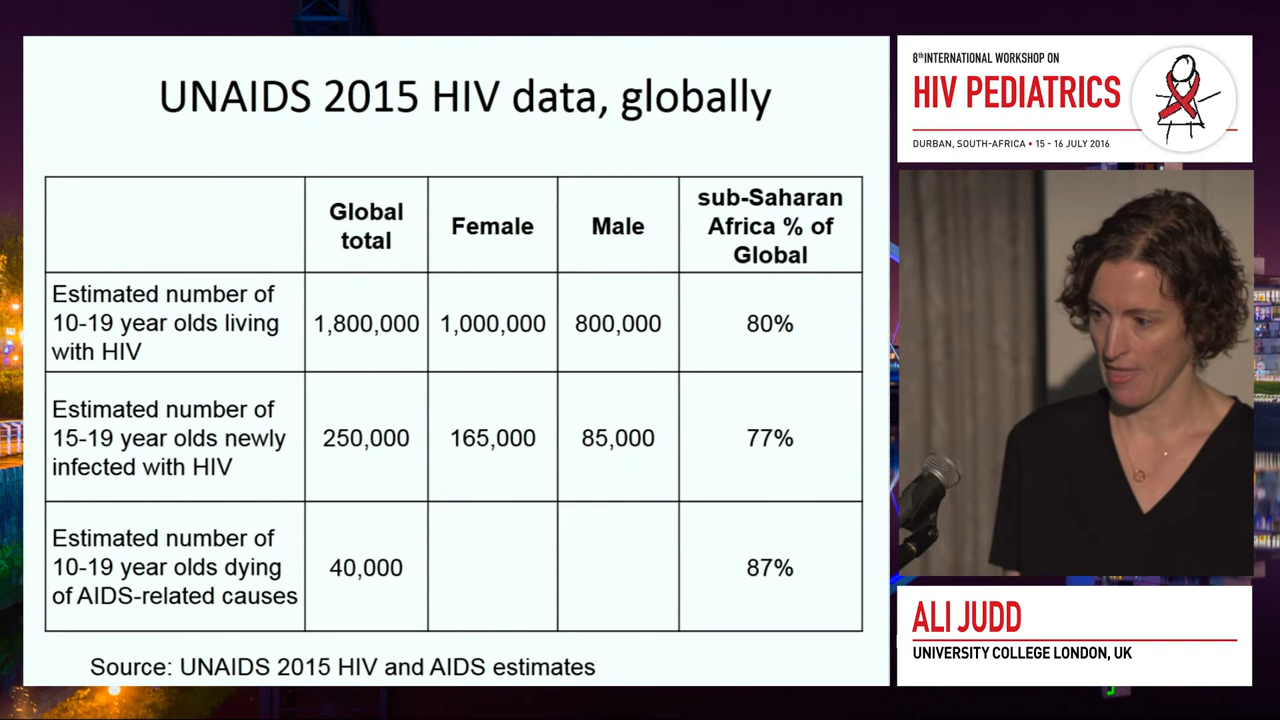 UNAIDS 2015 HIV data, globally
Global
total
Female
Male
sub-Saharan
Africa % of
Global
Estimated number of
10-19 year olds living
with HIV
1,800,000
1,000,000
800,000
80%
Estimated number of
15-19 year olds newly
infected with HIV
250,000
165,000
85,000
77%
Estimated number of
10-19 year olds dying
of AIDS-related causes
40,000
87%
Source: UNAIDS 2015 HIV and AIDS estimates
8th INTERNATIONAL WORKSHOP ON
HIV PEDIATRICS
DURBAN, SOUTH-AFRICA • 15 - 16 JULY 2016
ALI JUDD
UNIVERSITY COLLEGE LONDON, UK